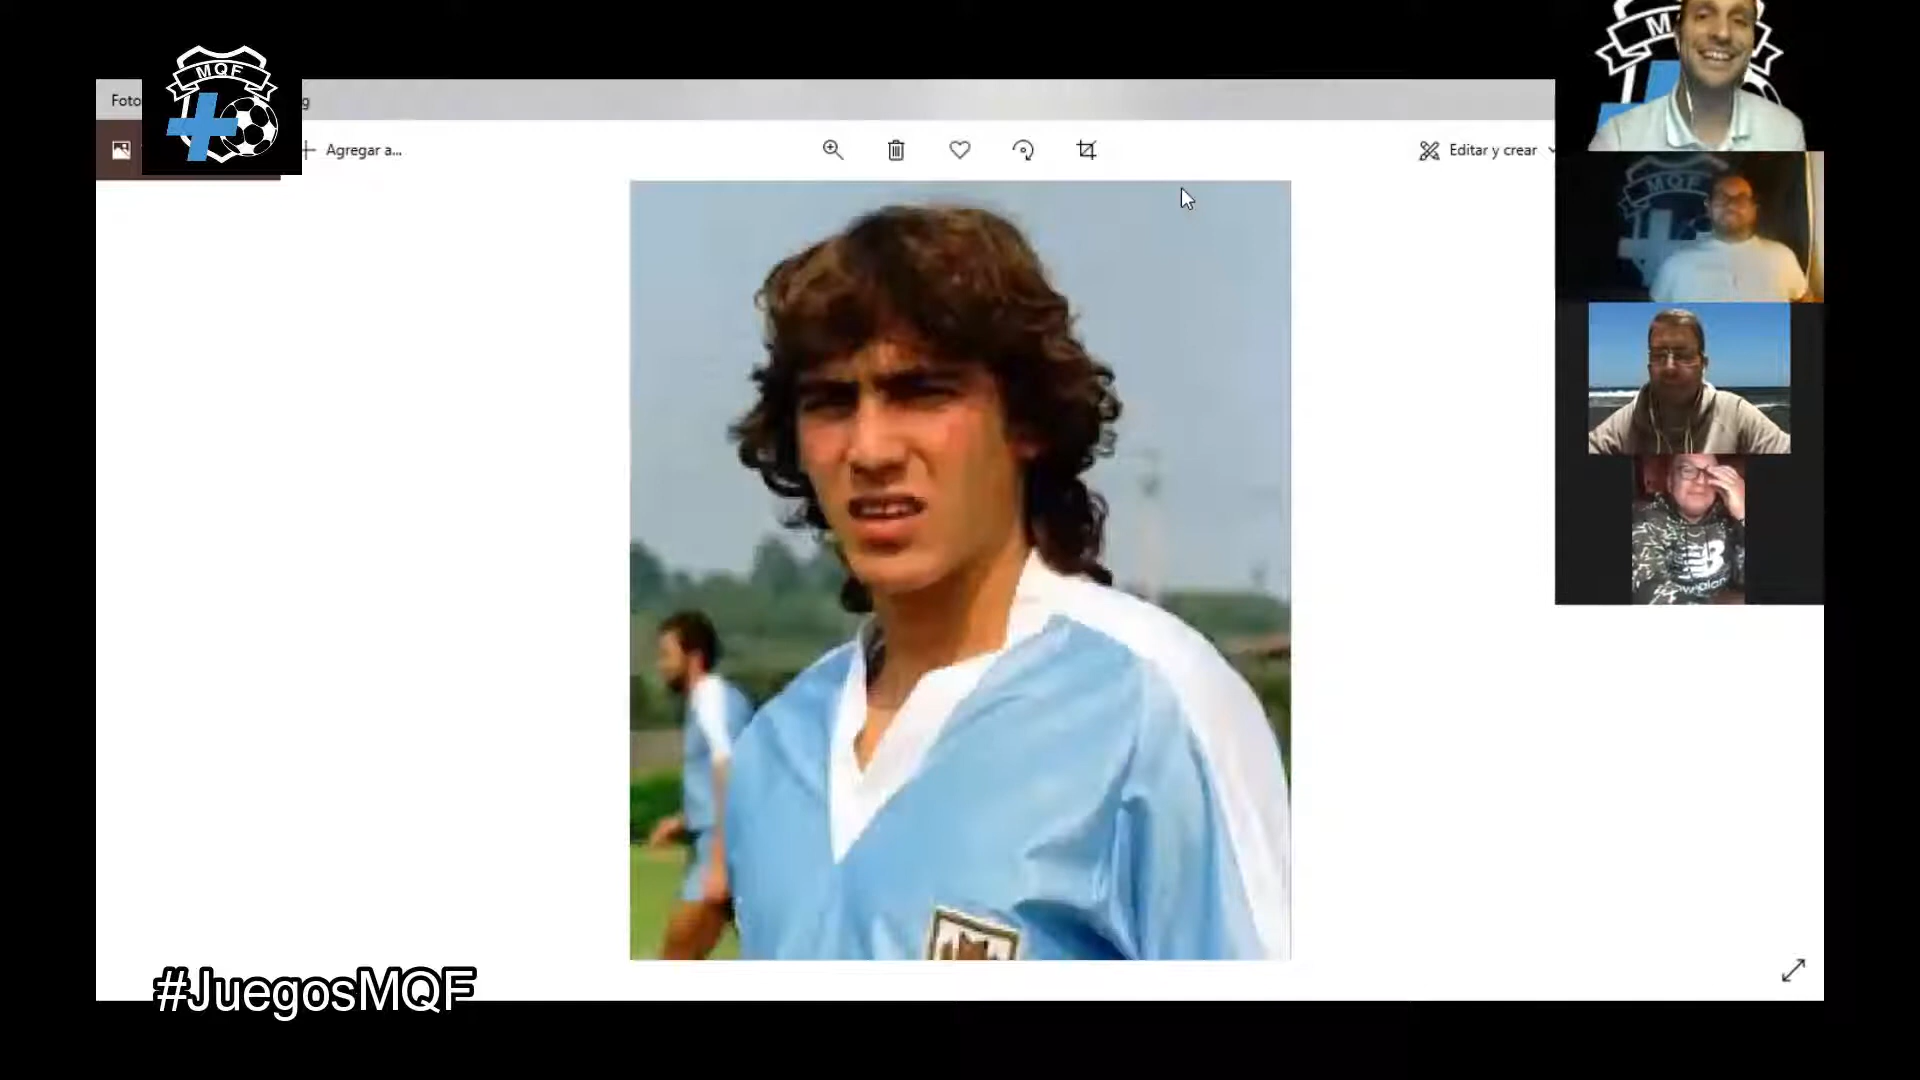 MQF
Foto
g
Agregar a...
Editar y crear
MQF
#JuegosMQF